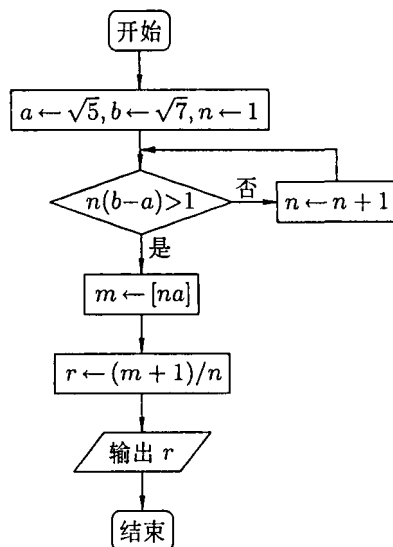 开始
a←√5, b←√7, n←1
n(b−a)>1
否
n←n+1
是
m←[na]
r←(m+1)/n
输出 r
结束